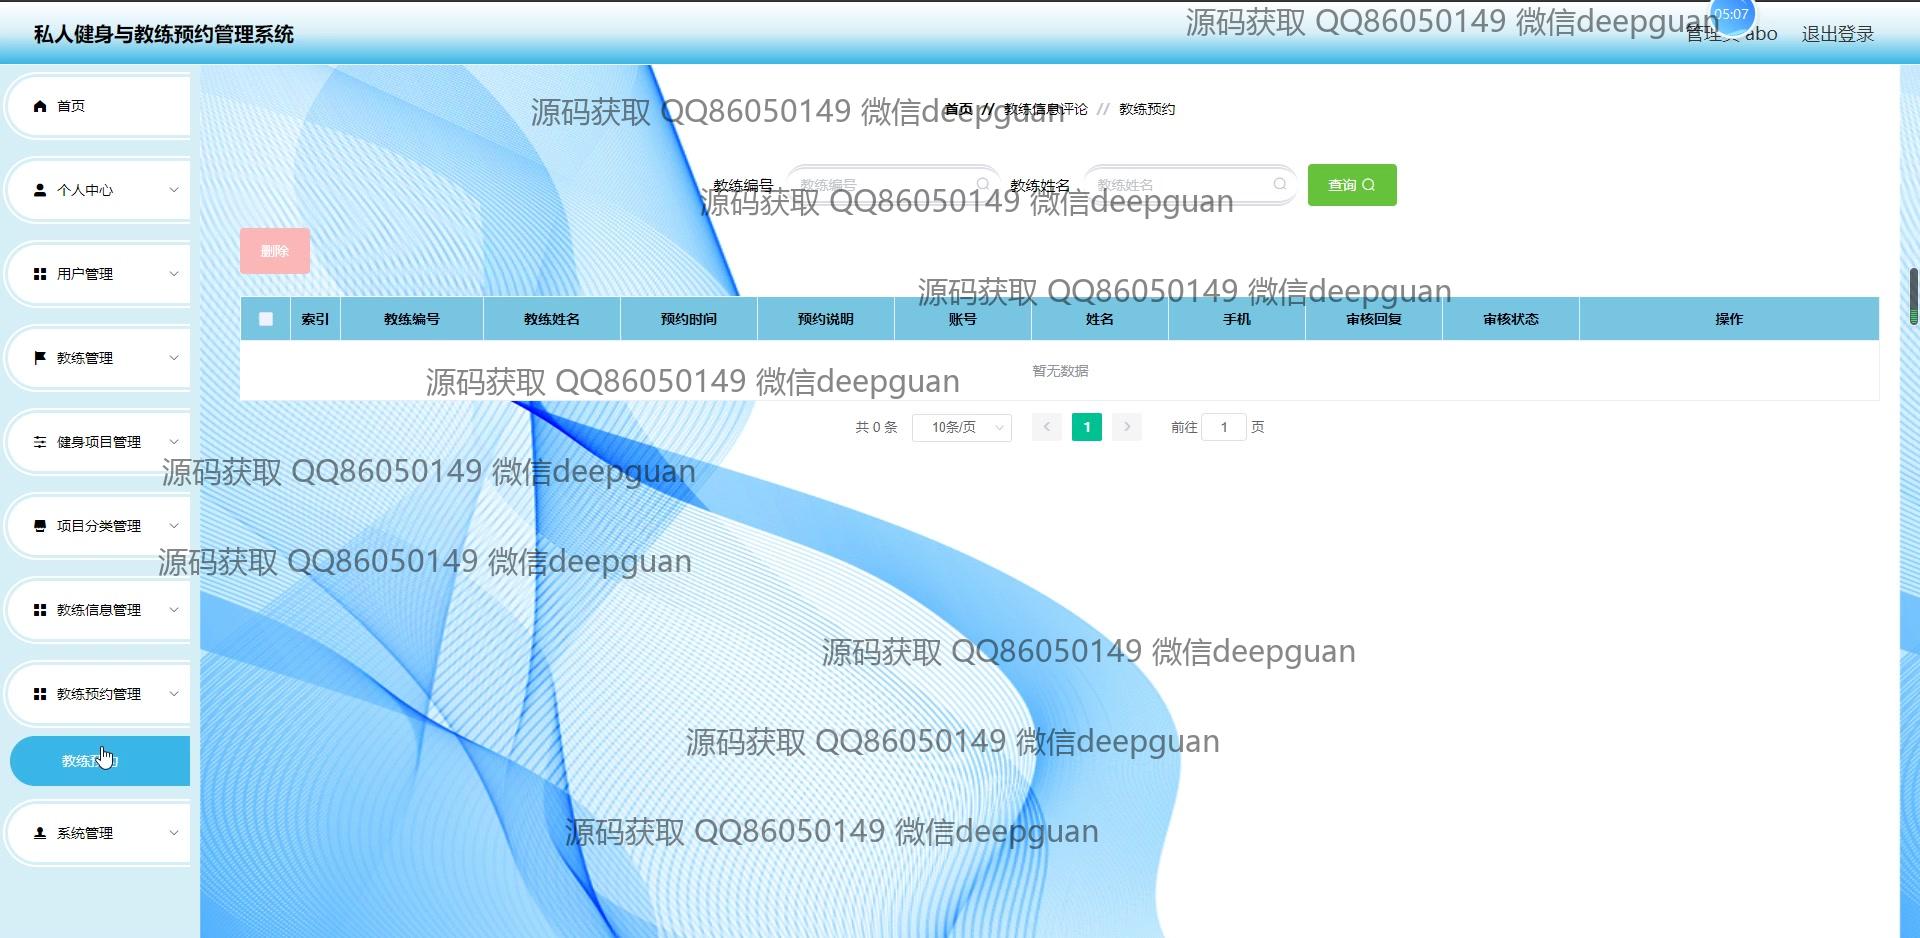 源码获取 QQ86050149 微信deepguan
05:07
私人健身与教练预约管理系统
管理员 abo 退出登录
首页
源码获取 QQ86050149 微信deepguan
首页 // 教练信息评论 // 教练预约
个人中心
教练编号 教练编号 教练姓名 教练姓名 查询
源码获取 QQ86050149 微信deepguan
删除
用户管理
源码获取 QQ86050149 微信deepguan
索引 教练编号 教练姓名 预约时间 预约说明 账号 姓名 手机 审核回复 审核状态 操作
教练管理
暂无数据
源码获取 QQ86050149 微信deepguan
共 0 条 10条/页 1 前往 1 页
健身项目管理
源码获取 QQ86050149 微信deepguan
项目分类管理
源码获取 QQ86050149 微信deepguan
教练信息管理
源码获取 QQ86050149 微信deepguan
教练预约管理
源码获取 QQ86050149 微信deepguan
教练预约
系统管理
源码获取 QQ86050149 微信deepguan